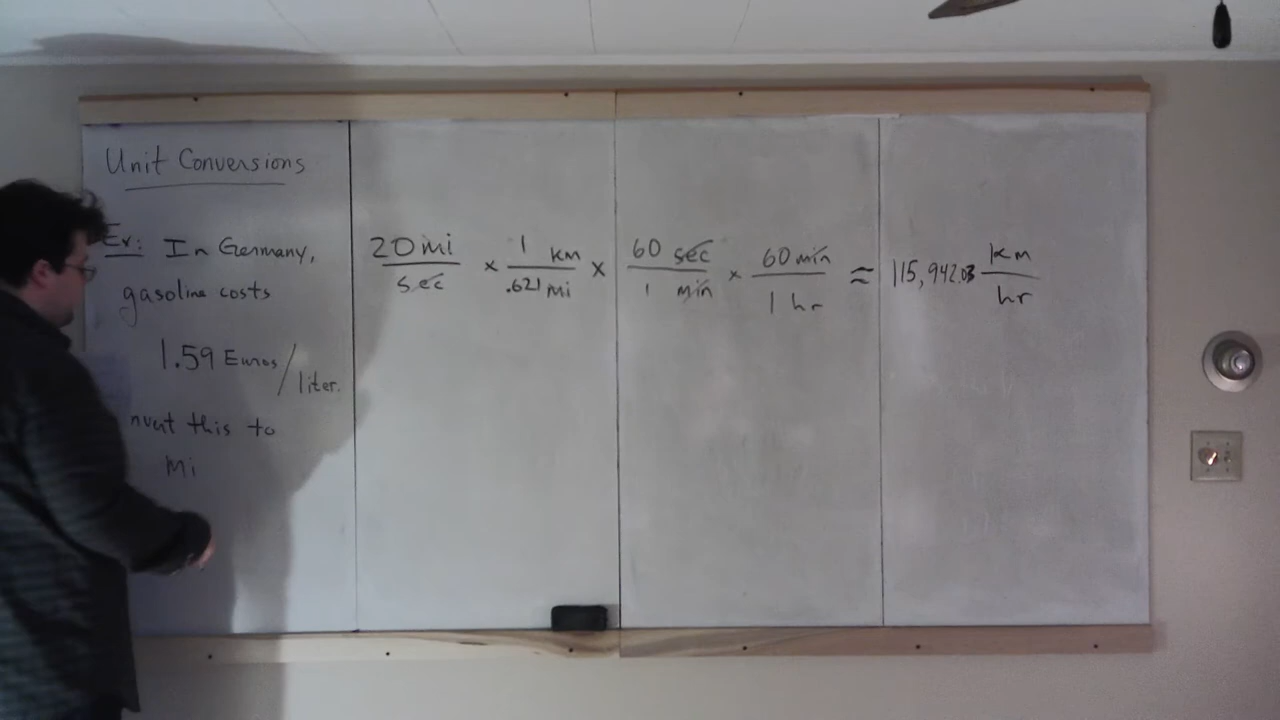 Unit Conversions
Ex: In Germany,
gasoline costs
1.59 Euros/liter.
nvert this to
Mi
20 mi/sec × 1 km/.621 mi × 60 sec/1 min × 60 min/1 hr ≈ 115,942.03 km/hr